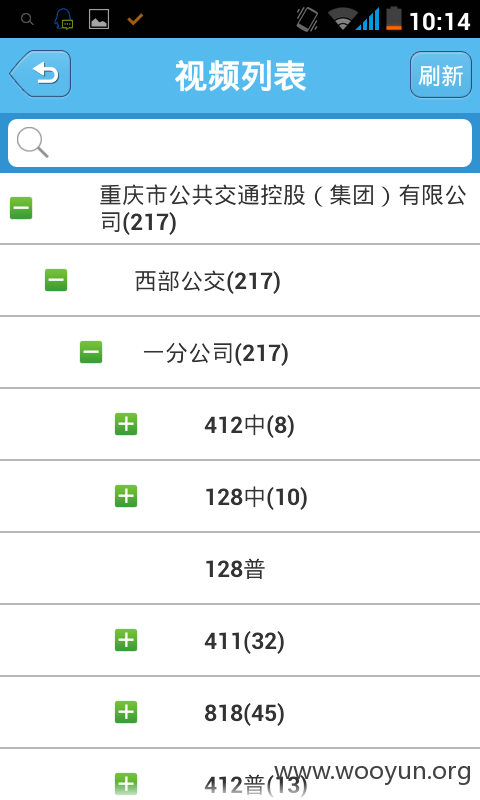 10:14
视频列表
刷新
重庆市公共交通控股（集团）有限公
司(217)
西部公交(217)
一分公司(217)
412中(8)
128中(10)
128普
411(32)
818(45)
412普(13)
www.wooyun.org